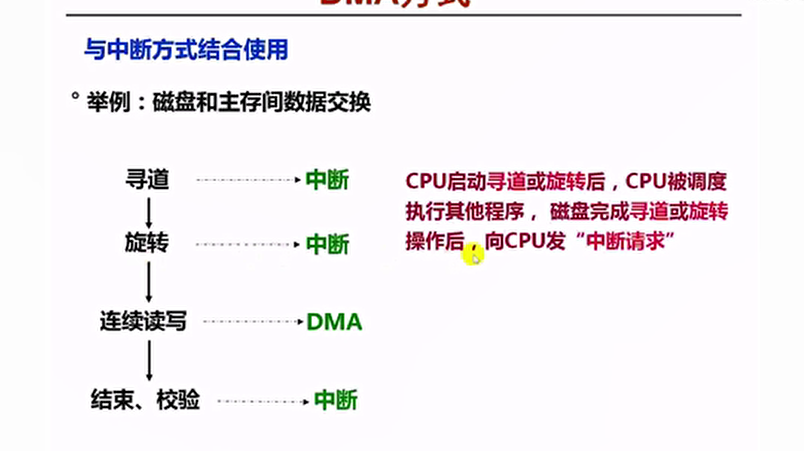 DMA方式
与中断方式结合使用
° 举例：磁盘和主存间数据交换
寻道 中断
旋转 中断
连续读写 DMA
结束、校验 中断
CPU启动寻道或旋转后，CPU被调度
执行其他程序， 磁盘完成寻道或旋转
操作后，向CPU发“中断请求”